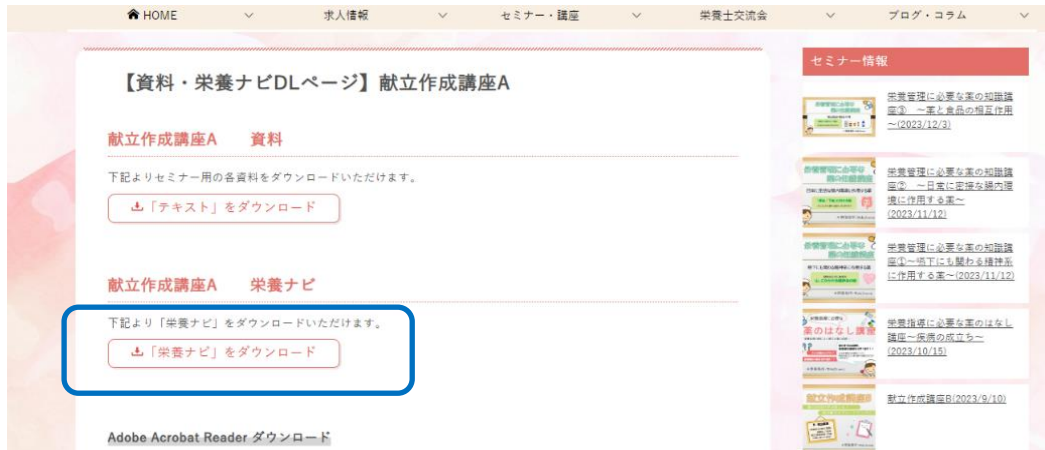 HOME
求人情報
セミナー・講座
栄養士交流会
ブログ・コラム
【資料・栄養ナビDLページ】献立作成講座A
献立作成講座A 資料
下記よりセミナー用の各資料をダウンロードいただけます。
「テキスト」をダウンロード
献立作成講座A 栄養ナビ
下記より「栄養ナビ」をダウンロードいただけます。
「栄養ナビ」をダウンロード
Adobe Acrobat Reader ダウンロード
セミナー情報
栄養管理に必要な薬の知識講
座③ ～薬と食品の相互作用
～(2023/12/3)
栄養管理に必要な薬の知識講
座② ～日常に密接な腸内環
境に作用する薬～
(2023/11/12)
栄養管理に必要な薬の知識講
座①～嚥下にも関わる精神系
に作用する薬～(2023/11/12)
栄養指導に必要な薬のはなし
講座～疾病の成立ち～
(2023/10/15)
薬のはなし講座
献立作成講座B(2023/9/10)
献立作成講座B